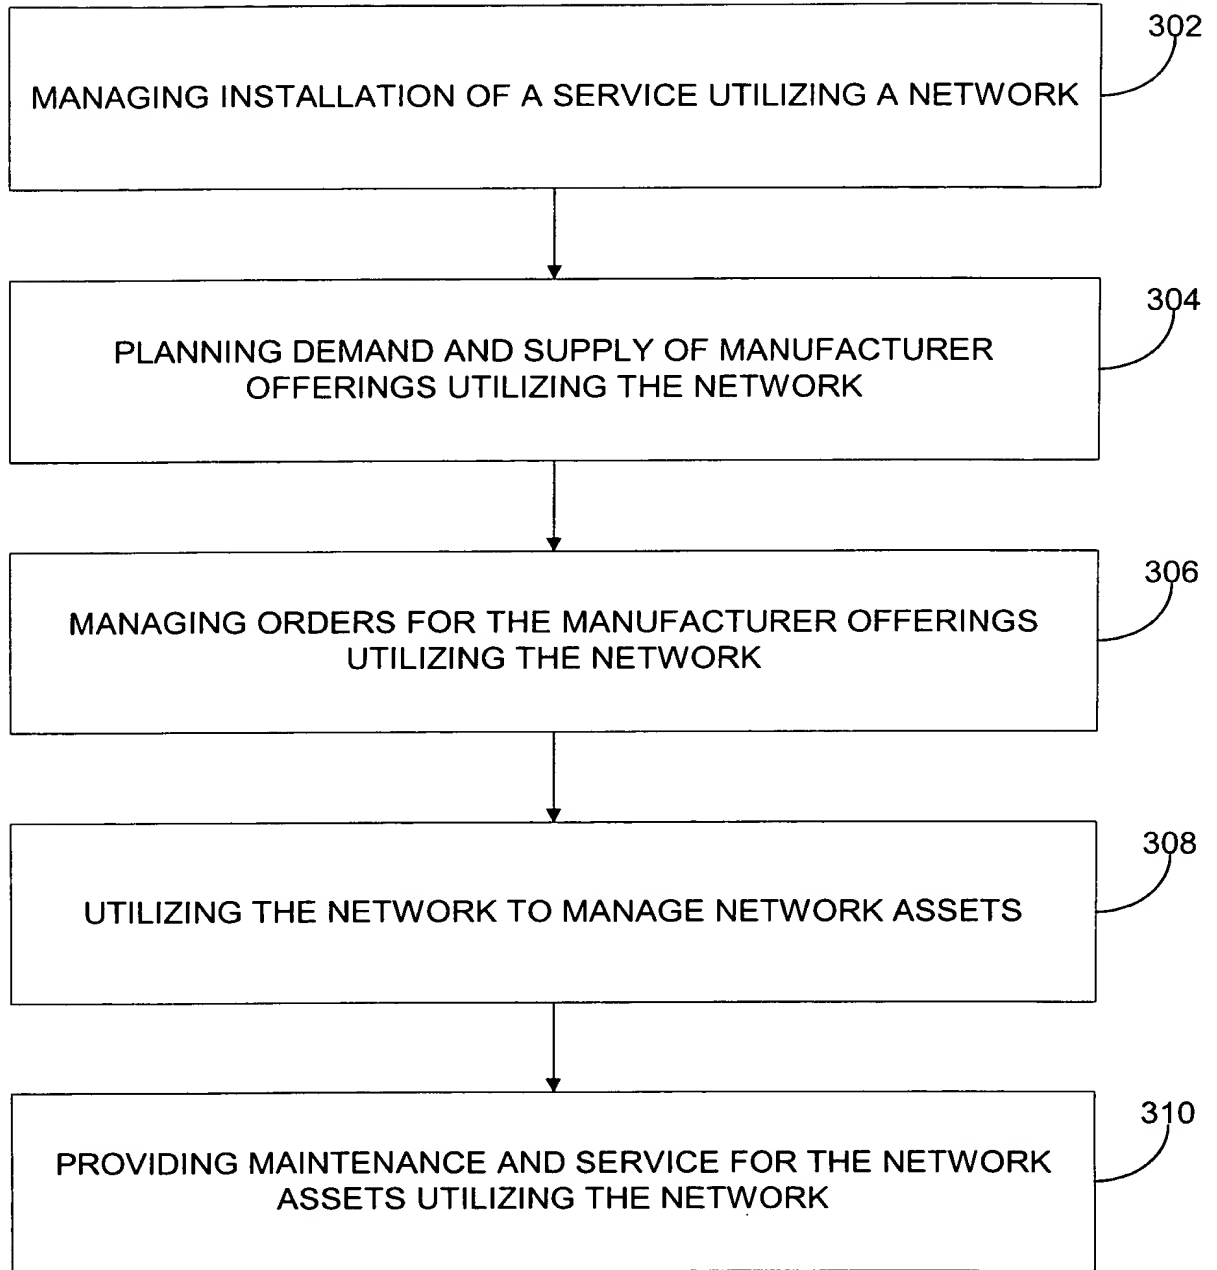 302
MANAGING INSTALLATION OF A SERVICE UTILIZING A NETWORK
304
PLANNING DEMAND AND SUPPLY OF MANUFACTURER
OFFERINGS UTILIZING THE NETWORK
306
MANAGING ORDERS FOR THE MANUFACTURER OFFERINGS
UTILIZING THE NETWORK
308
UTILIZING THE NETWORK TO MANAGE NETWORK ASSETS
310
PROVIDING MAINTENANCE AND SERVICE FOR THE NETWORK
ASSETS UTILIZING THE NETWORK